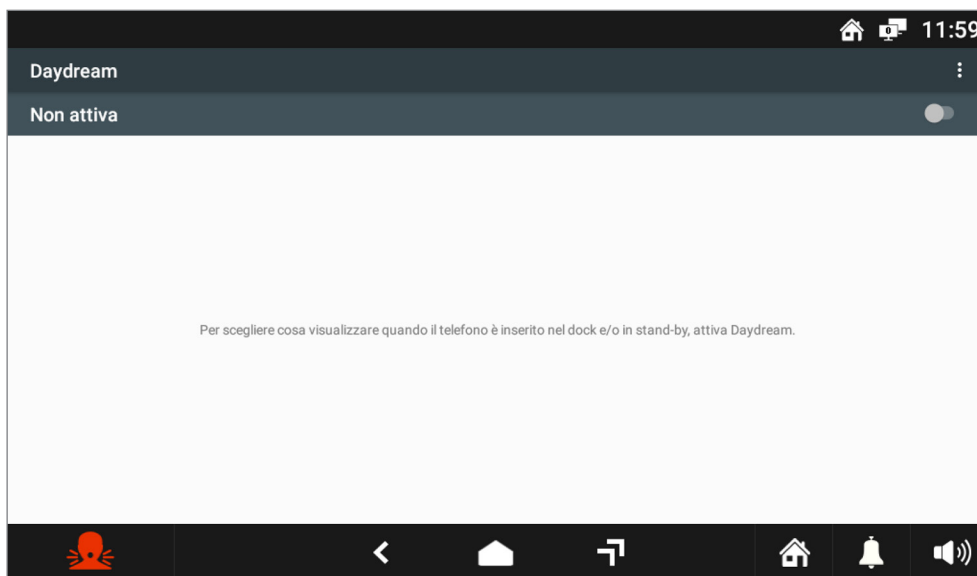 11:59
Daydream
Non attiva
Per scegliere cosa visualizzare quando il telefono è inserito nel dock e/o in stand-by, attiva Daydream.